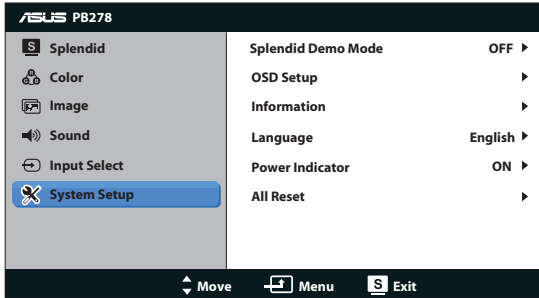 ASUS PB278
S Splendid
Color
Image
Sound
Input Select
System Setup
Splendid Demo Mode OFF
OSD Setup
Information
Language English
Power Indicator ON
All Reset
Move Menu S Exit